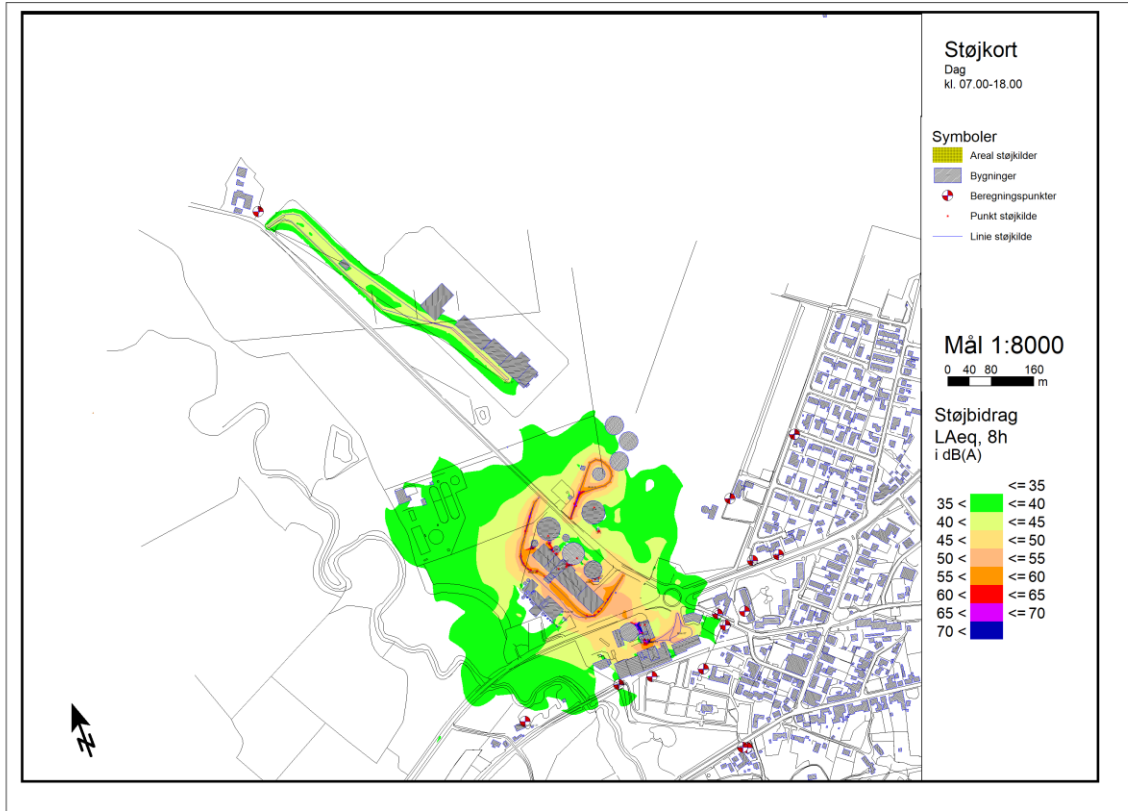 Støjkort
Dag
kl. 07.00-18.00
Symboler
Areal støjkilder
Bygninger
Beregningspunkter
Punkt støjkilde
Linie støjkilde
Mål 1:8000
0 40 80 160
m
Støjbidrag
LAeq, 8h
i dB(A)
<= 35
35 < <= 40
40 < <= 45
45 < <= 50
50 < <= 55
55 < <= 60
60 < <= 65
65 < <= 70
70 <
N